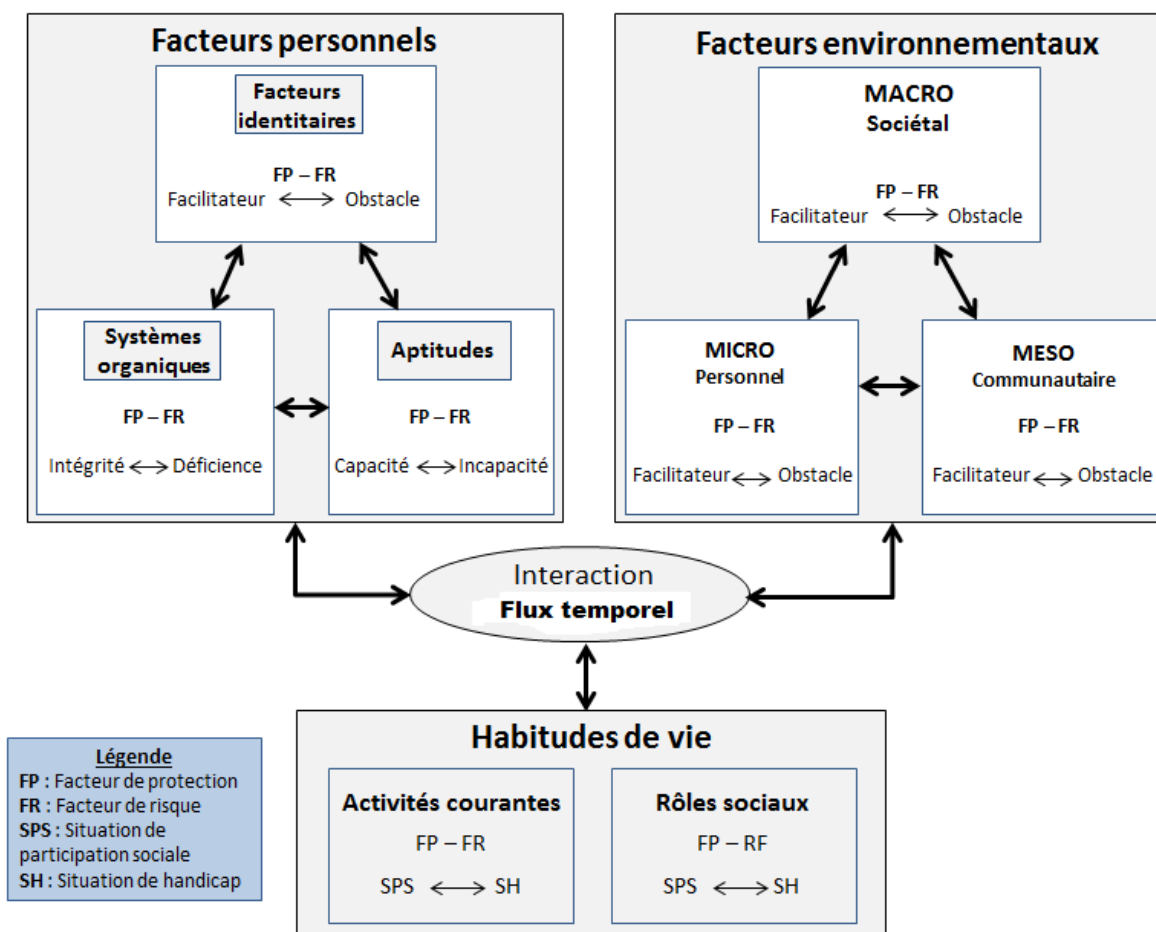 Facteurs personnels
Facteurs
identitaires
FP – FR
Facilitateur Obstacle
Systèmes
organiques
FP – FR
Intégrité Déficience
Aptitudes
FP – FR
Capacité Incapacité
Facteurs environnementaux
MACRO
Sociétal
FP – FR
Facilitateur Obstacle
MICRO
Personnel
FP – FR
Facilitateur Obstacle
MESO
Communautaire
FP – FR
Facilitateur Obstacle
Interaction
Flux temporel
Habitudes de vie
Activités courantes
FP – FR
SPS SH
Rôles sociaux
FP – RF
SPS SH
Légende
FP : Facteur de protection
FR : Facteur de risque
SPS : Situation de
participation sociale
SH : Situation de handicap